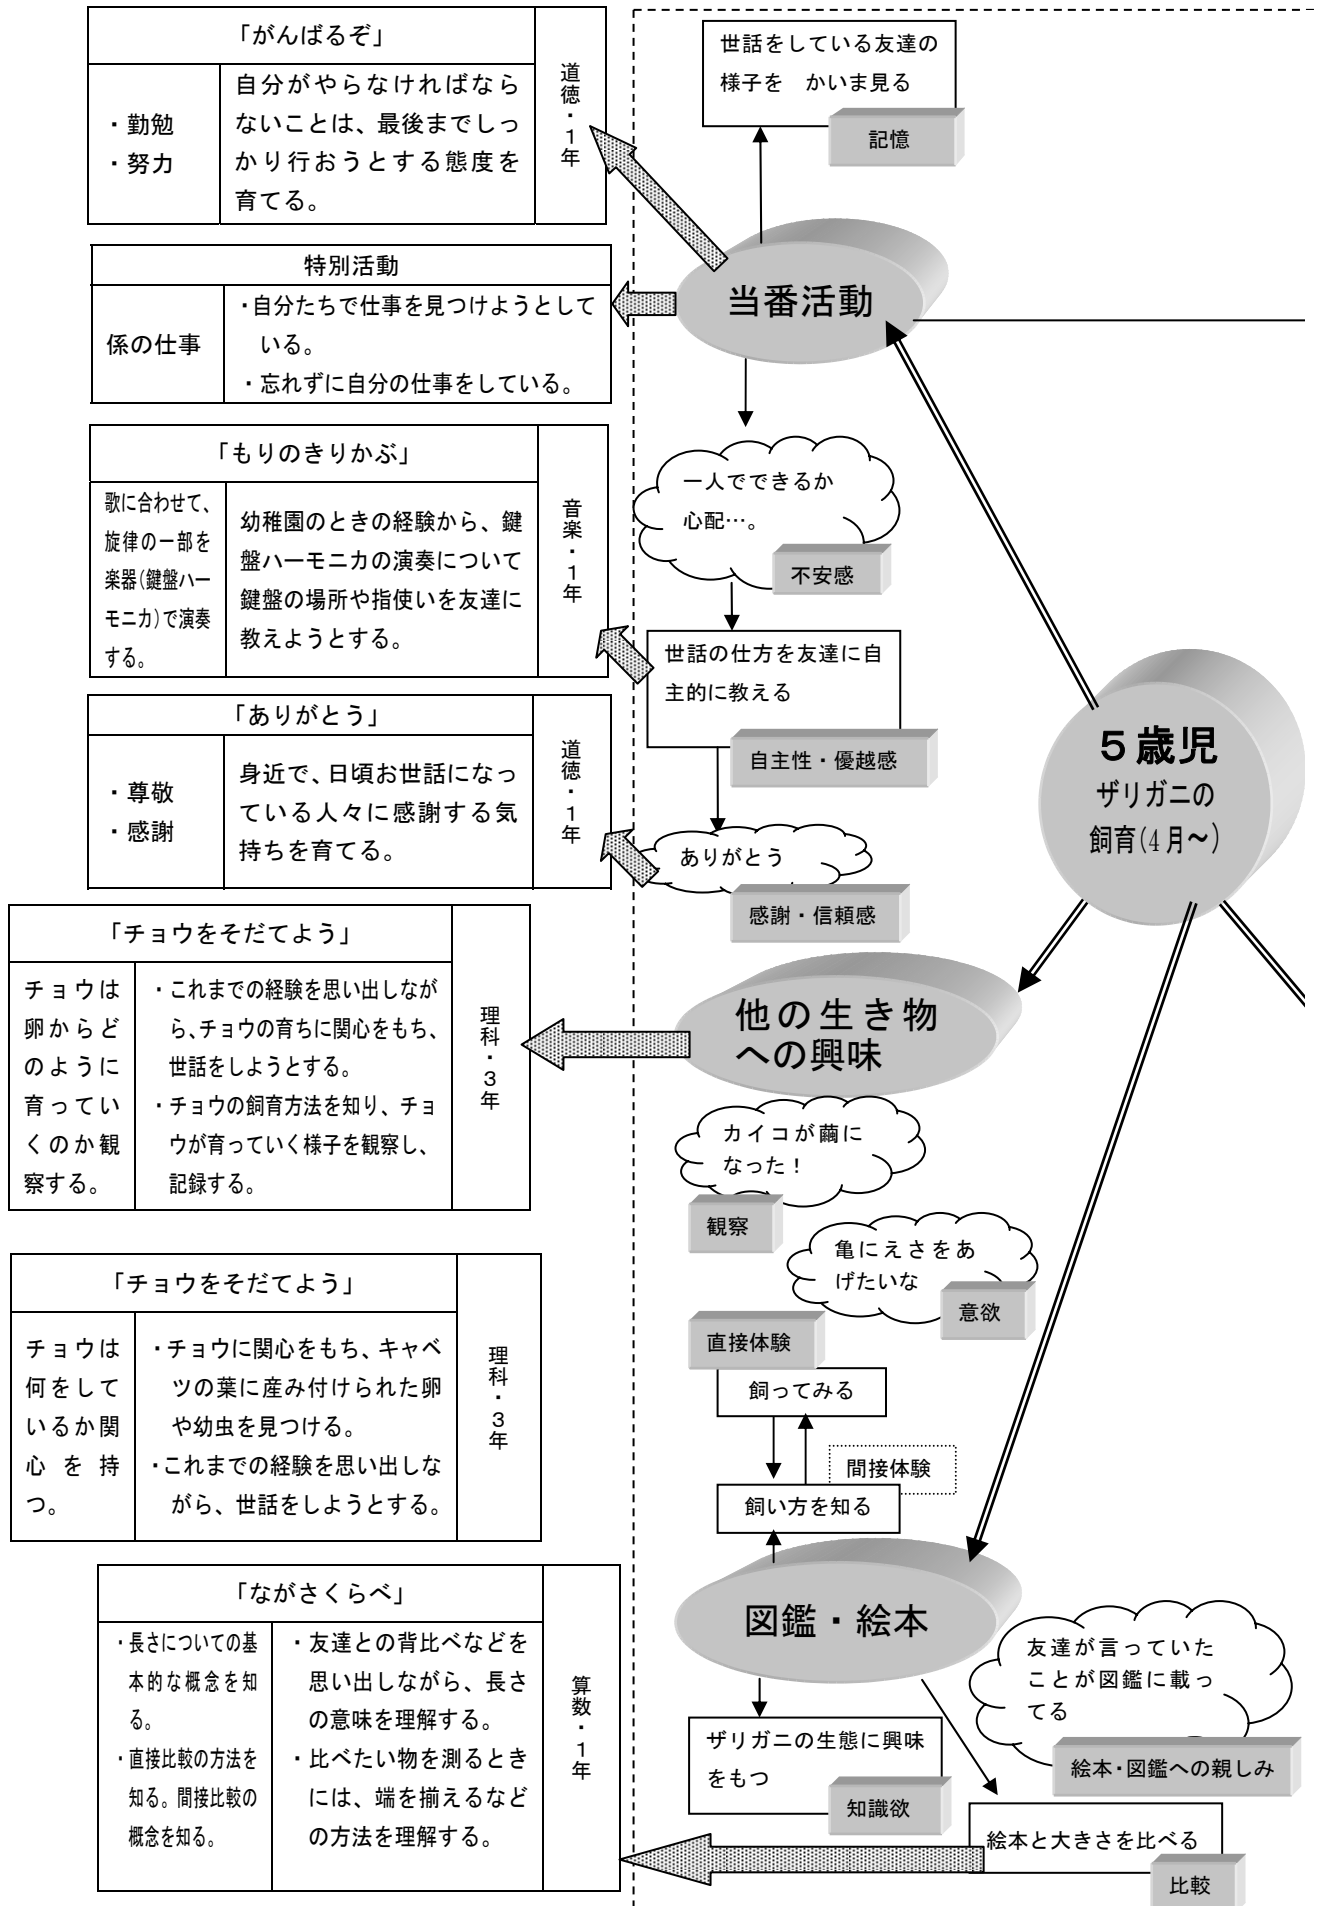 「がんばるぞ」
・勤勉
・努力
自分がやらなければなら
ないことは、最後までしっ
かり行おうとする態度を
育てる。
道徳・1年
特別活動
係の仕事
・自分たちで仕事を見つけようとして
いる。
・忘れずに自分の仕事をしている。
「もりのきりかぶ」
歌に合わせて、
旋律の一部を
楽器(鍵盤ハー
モニカ)で演奏
する。
幼稚園のときの経験から、鍵
盤ハーモニカの演奏について
鍵盤の場所や指使いを友達に
教えようとする。
音楽・1年
「ありがとう」
・尊敬
・感謝
身近で、日頃お世話になっ
ている人々に感謝する気
持ちを育てる。
道徳・1年
「チョウをそだてよう」
チョウは
卵からど
のように
育ってい
くのか観
察する。
・これまでの経験を思い出しなが
ら、チョウの育ちに関心をもち、
世話をしようとする。
・チョウの飼育方法を知り、チョ
ウが育っていく様子を観察し、
記録する。
理科・3年
「チョウをそだてよう」
チョウは
何をして
いるか関
心を持
つ。
・チョウに関心をもち、キャベ
ツの葉に産み付けられた卵
や幼虫を見つける。
・これまでの経験を思い出しな
がら、世話をしようとする。
理科・3年
「ながさくらべ」
・長さについての基
本的な概念を知
る。
・直接比較の方法を
知る。間接比較の
概念を知る。
・友達との背比べなどを
思い出しながら、長さ
の意味を理解する。
・比べたい物を測るとき
には、端を揃えるなど
の方法を理解する。
算数・1年
世話をしている友達の
様子を　かいま見る
記憶
当番活動
一人でできるか
心配…。
不安感
世話の仕方を友達に自
主的に教える
自主性・優越感
ありがとう
感謝・信頼感
５歳児
ザリガニの
飼育(4月〜)
他の生き物
への興味
カイコが繭に
なった！
観察
亀にえさをあ
げたいな
意欲
直接体験
飼ってみる
間接体験
飼い方を知る
図鑑・絵本
友達が言っていた
ことが図鑑に載っ
てる
絵本・図鑑への親しみ
ザリガニの生態に興味
をもつ
知識欲
絵本と大きさを比べる
比較